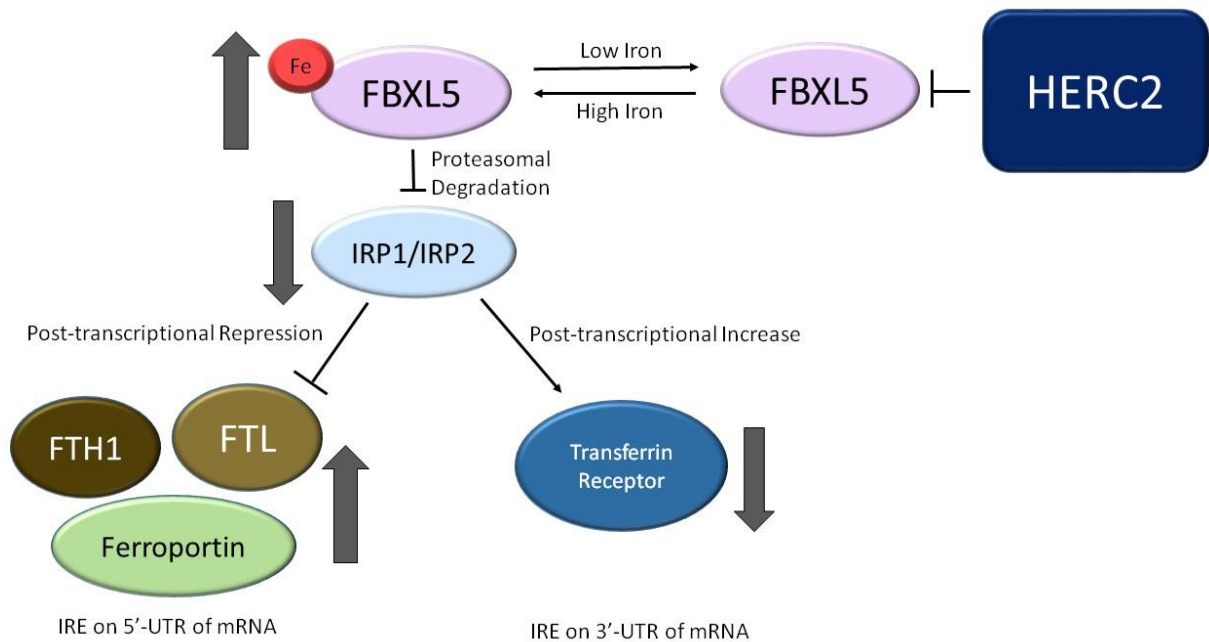 Fe
FBXL5
Low Iron
High Iron
FBXL5
HERC2
Proteasomal
Degradation
IRP1/IRP2
Post-transcriptional Repression
Post-transcriptional Increase
FTH1
FTL
Transferrin
Receptor
Ferroportin
IRE on 5’-UTR of mRNA
IRE on 3’-UTR of mRNA